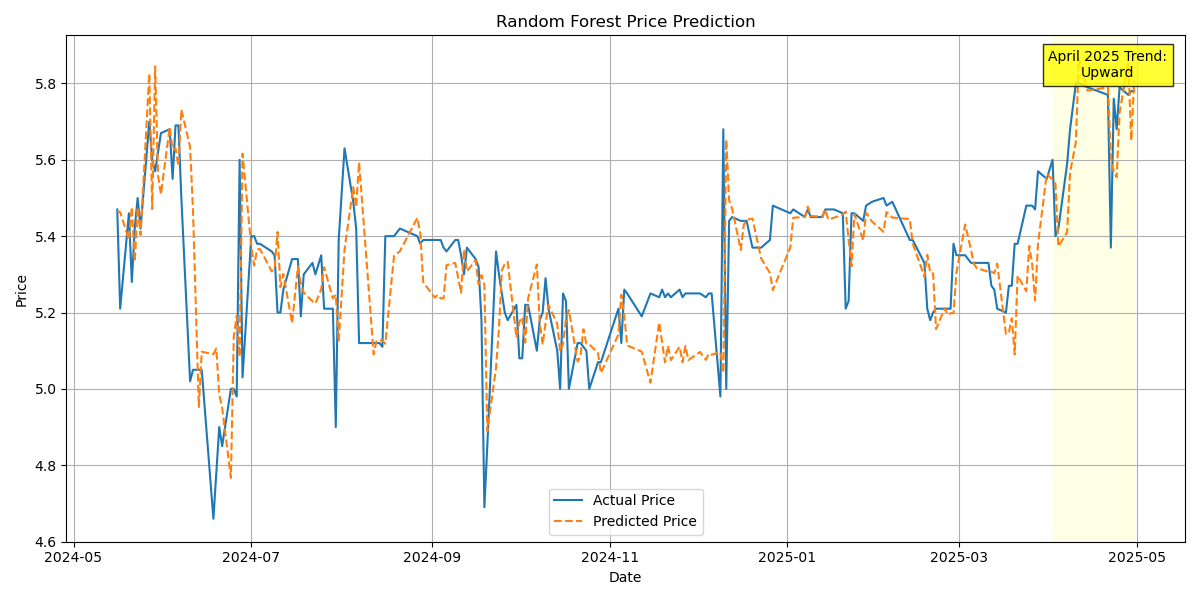 Random Forest Price Prediction
April 2025 Trend:
Upward
Price
5.8
5.6
5.4
5.2
5.0
4.8
4.6
Actual Price
Predicted Price
2024-05 2024-07 2024-09 2024-11 2025-01 2025-03 2025-05
Date